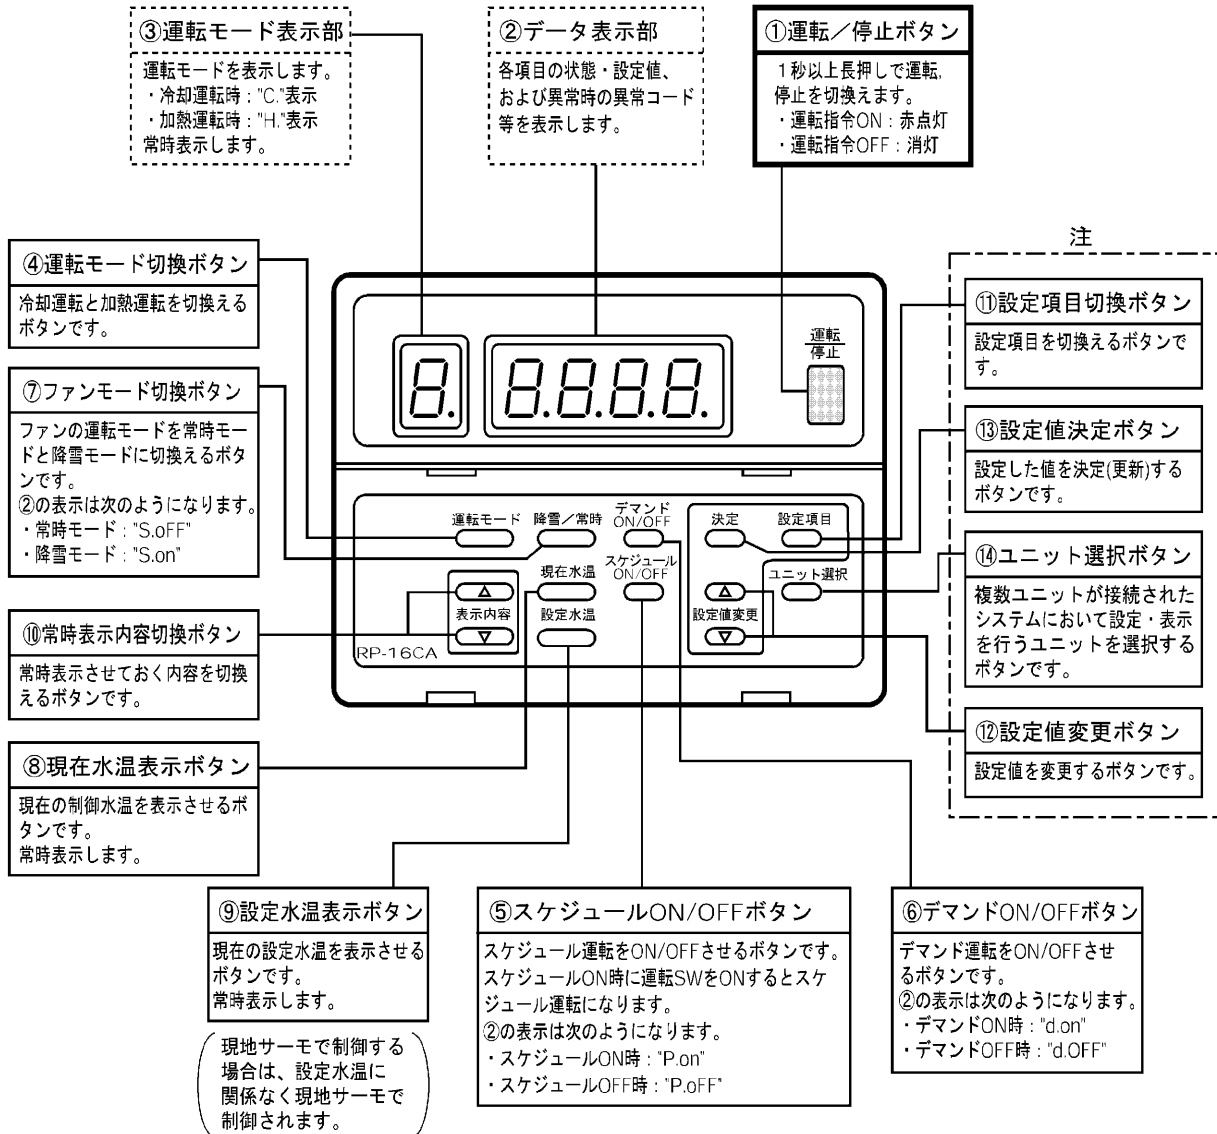 ③運転モード表示部
運転モードを表示します。
・冷却運転時："C."表示
・加熱運転時："H."表示
常時表示します。
②データ表示部
各項目の状態・設定値、
および異常時の異常コード
等を表示します。
①運転／停止ボタン
1秒以上長押しで運転,
停止を切換えます。
・運転指令ON：赤点灯
・運転指令OFF：消灯
④運転モード切換ボタン
冷却運転と加熱運転を切換える
ボタンです。
⑦ファンモード切換ボタン
ファンの運転モードを常時モー
ドと降雪モードに切換えるボタ
ンです。
②の表示は次のようになります。
・常時モード："S.oFF"
・降雪モード："S.on"
⑩常時表示内容切換ボタン
常時表示させておく内容を切換
えるボタンです。
⑧現在水温表示ボタン
現在の制御水温を表示させるボ
タンです。
常時表示します。
8. 8.8.8.8.
運転
停止
運転モード
降雪／常時
デマンド
ON/OFF
決定
設定項目
現在水温
スケジュール
ON/OFF
ユニット選択
△
表示内容
▽
設定水温
△
設定値変更
▽
RP-16CA
注
⑪設定項目切換ボタン
設定項目を切換えるボタンで
す。
⑬設定値決定ボタン
設定した値を決定(更新)する
ボタンです。
⑭ユニット選択ボタン
複数ユニットが接続された
システムにおいて設定・表示
を行うユニットを選択する
ボタンです。
⑫設定値変更ボタン
設定値を変更するボタンです。
⑨設定水温表示ボタン
現在の設定水温を表示させる
ボタンです。
常時表示します。
現地サーモで制御する
場合は、設定水温に
関係なく現地サーモで
制御されます。
⑤スケジュールON/OFFボタン
スケジュール運転をON/OFFさせるボタンです。
スケジュールON時に運転SWをONするとスケ
ジュール運転になります。
②の表示は次のようになります。
・スケジュールON時："P.on"
・スケジュールOFF時："P.oFF"
⑥デマンドON/OFFボタン
デマンド運転をON/OFFさせ
るボタンです。
②の表示は次のようになります。
・デマンドON時："d.on"
・デマンドOFF時："d.OFF"